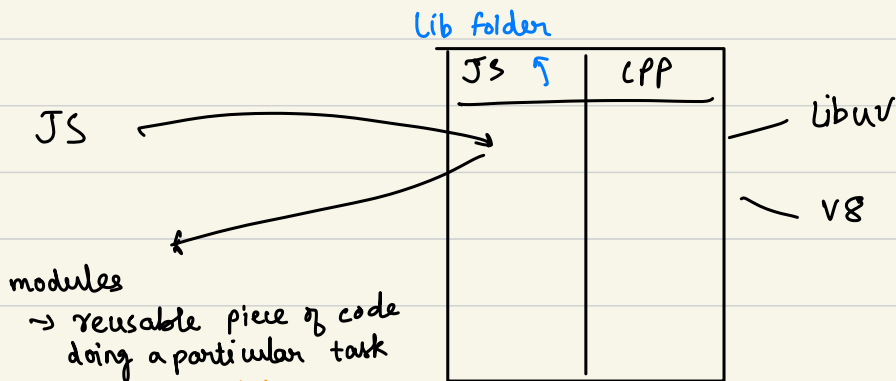 Lib folder
JS CPP
JS
Libuv
V8
modules
→ reusable piece of code
doing a particular task